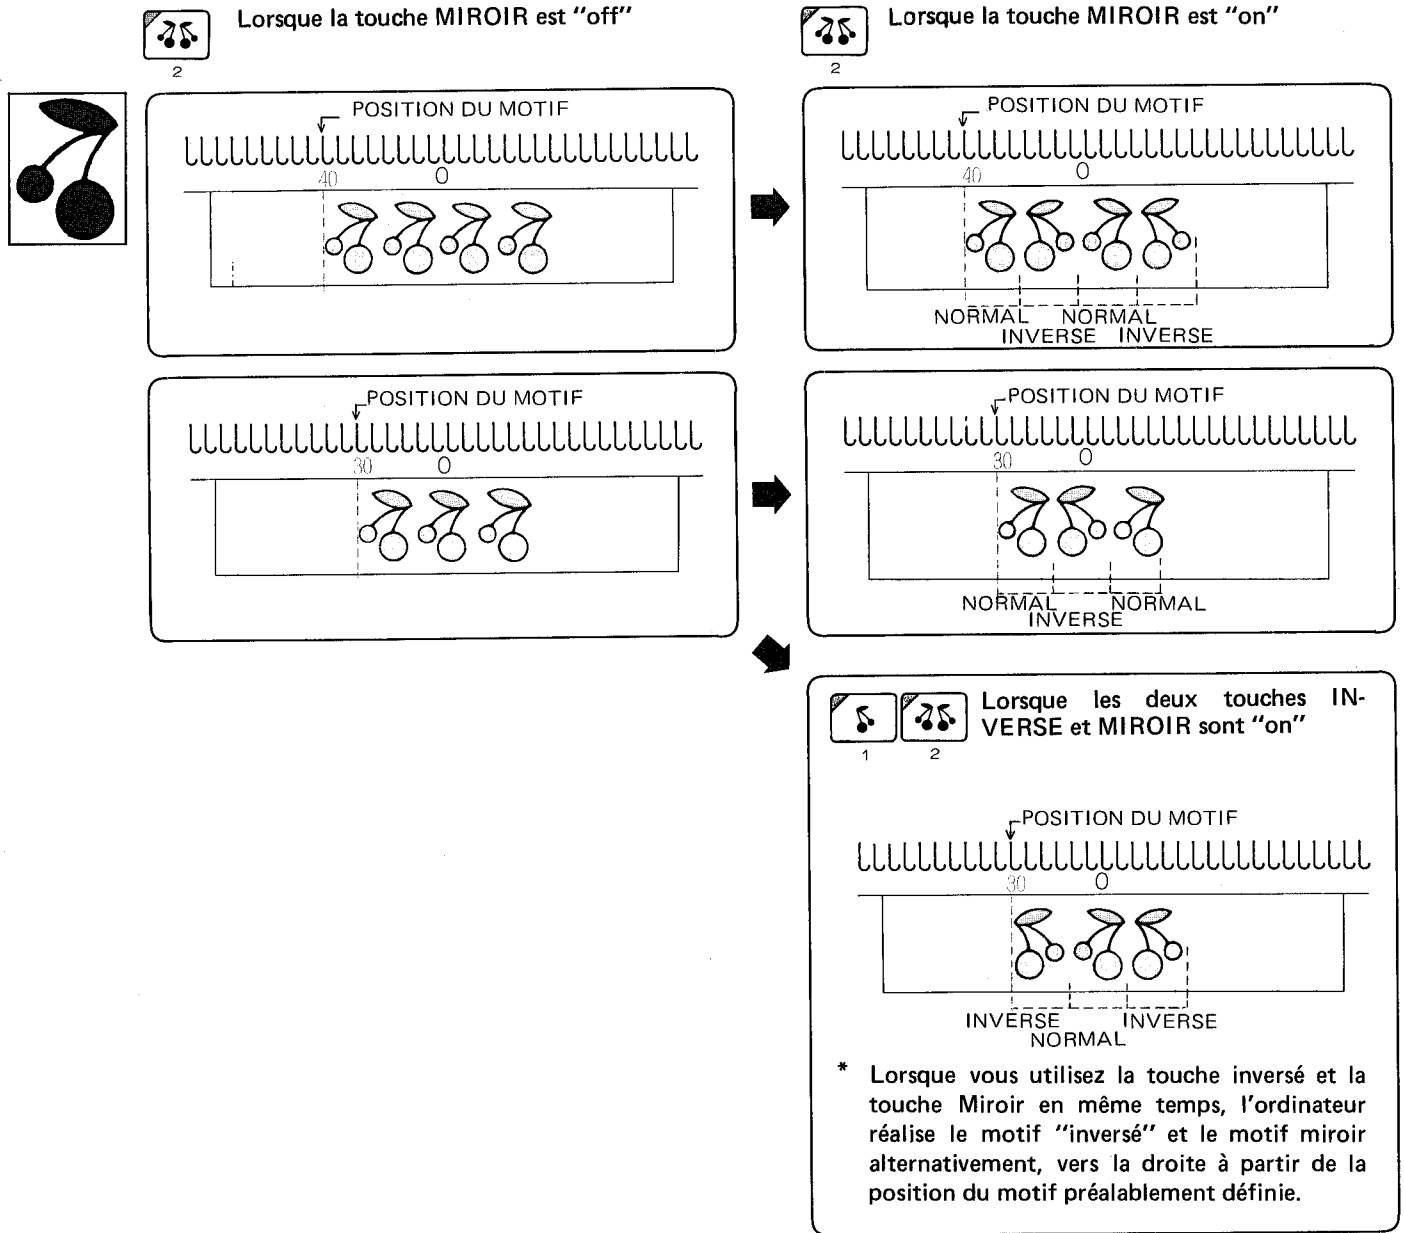 Lorsque la touche MIROIR est "off"
2
POSITION DU MOTIF
40 0
Lorsque la touche MIROIR est "on"
2
POSITION DU MOTIF
40 0
NORMAL NORMAL
INVERSE INVERSE
POSITION DU MOTIF
30 0
POSITION DU MOTIF
30 0
NORMAL NORMAL
INVERSE
Lorsque les deux touches IN-
VERSE et MIROIR sont "on"
1 2
POSITION DU MOTIF
30 0
INVERSE INVERSE
NORMAL
* Lorsque vous utilisez la touche inversé et la
touche Miroir en même temps, l'ordinateur
réalise le motif "inversé" et le motif miroir
alternativement, vers la droite à partir de la
position du motif préalablement définie.